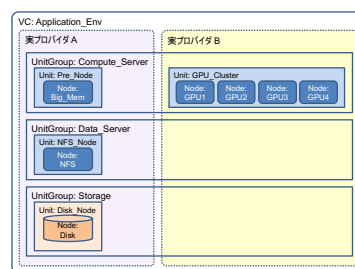 VC: Application_Env
実プロバイダA
実プロバイダB
UnitGroup: Compute_Server
Unit: Pre_Node
Node:
Big_Mem
Unit: GPU_Cluster
Node:
GPU1
Node:
GPU2
Node:
GPU3
Node:
GPU4
UnitGroup: Data_Server
Unit: NFS_Node
Node:
NFS
UnitGroup: Storage
Unit: Disk_Node
Node:
Disk